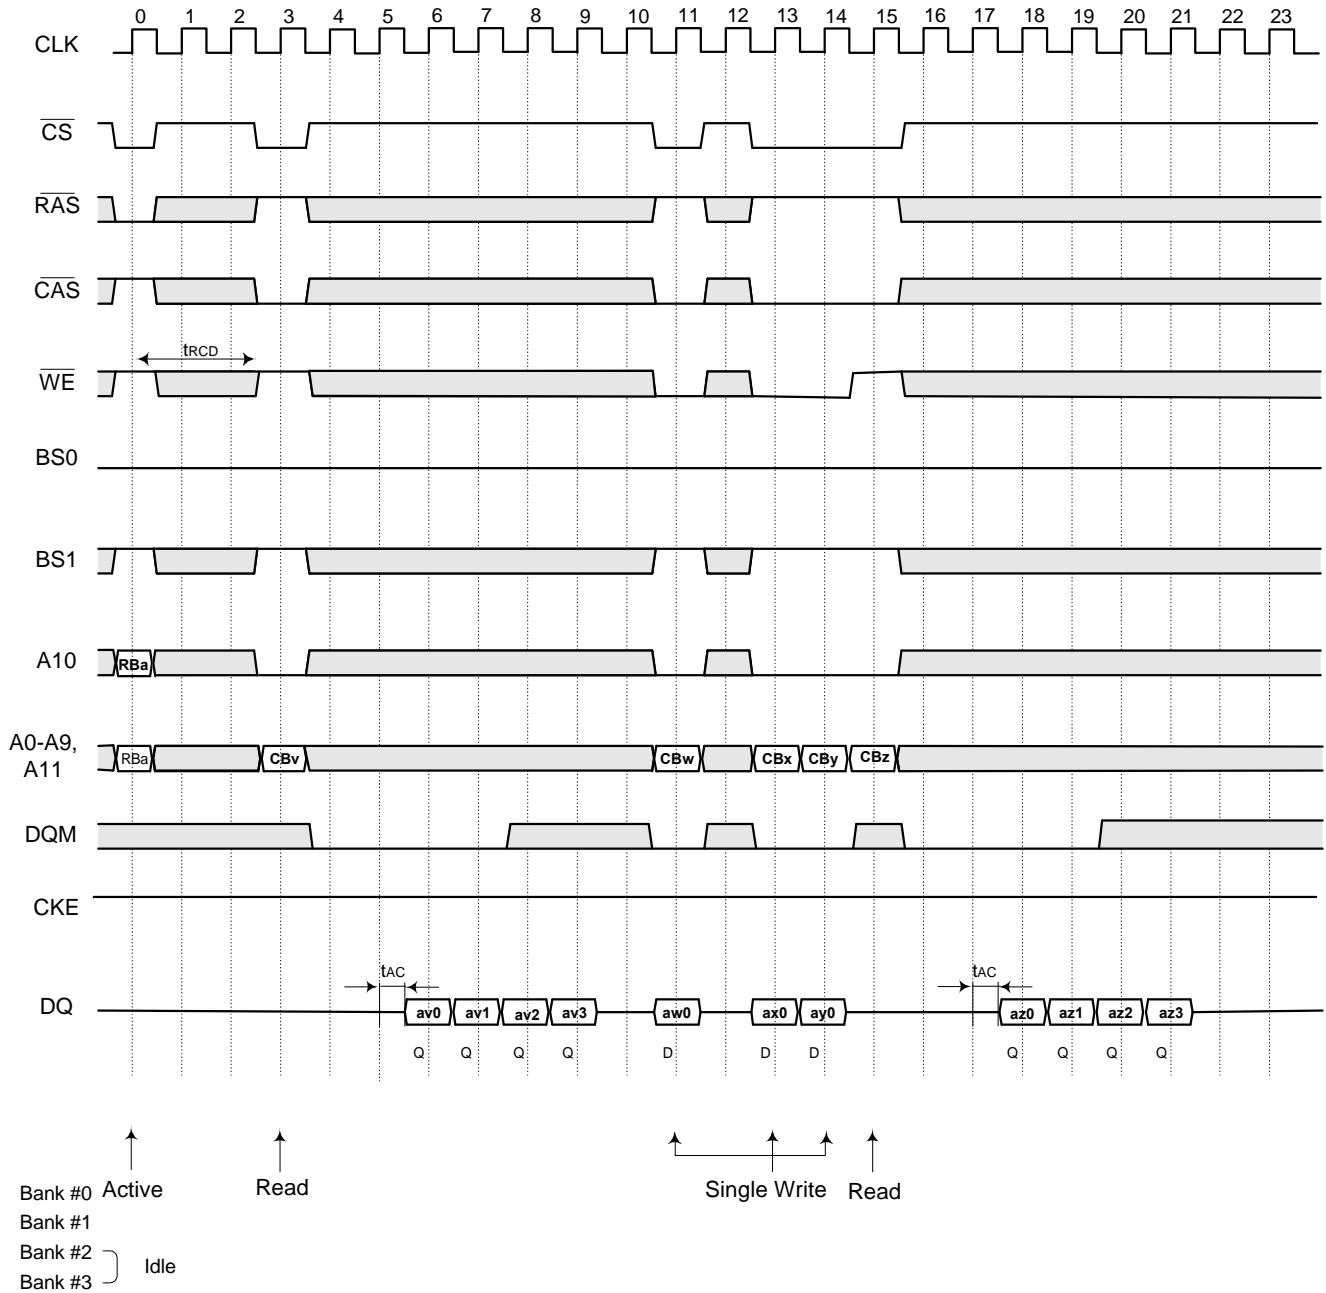 0 1 2 3 4 5 6 7 8 9 10 11 12 13 14 15 16 17 18 19 20 21 22 23
CLK
CS
RAS
CAS
tRCD
WE
BS0
BS1
A10 RBa
A0-A9,
A11
RBa CBv CBw CBx CBy CBz
DQM
CKE
tAC tAC
DQ av0 av1 av2 av3 aw0 ax0 ay0 az0 az1 az2 az3
Q Q Q Q D D D Q Q Q Q
Bank #0 Active Read Single Write Read
Bank #1
Bank #2
Idle
Bank #3